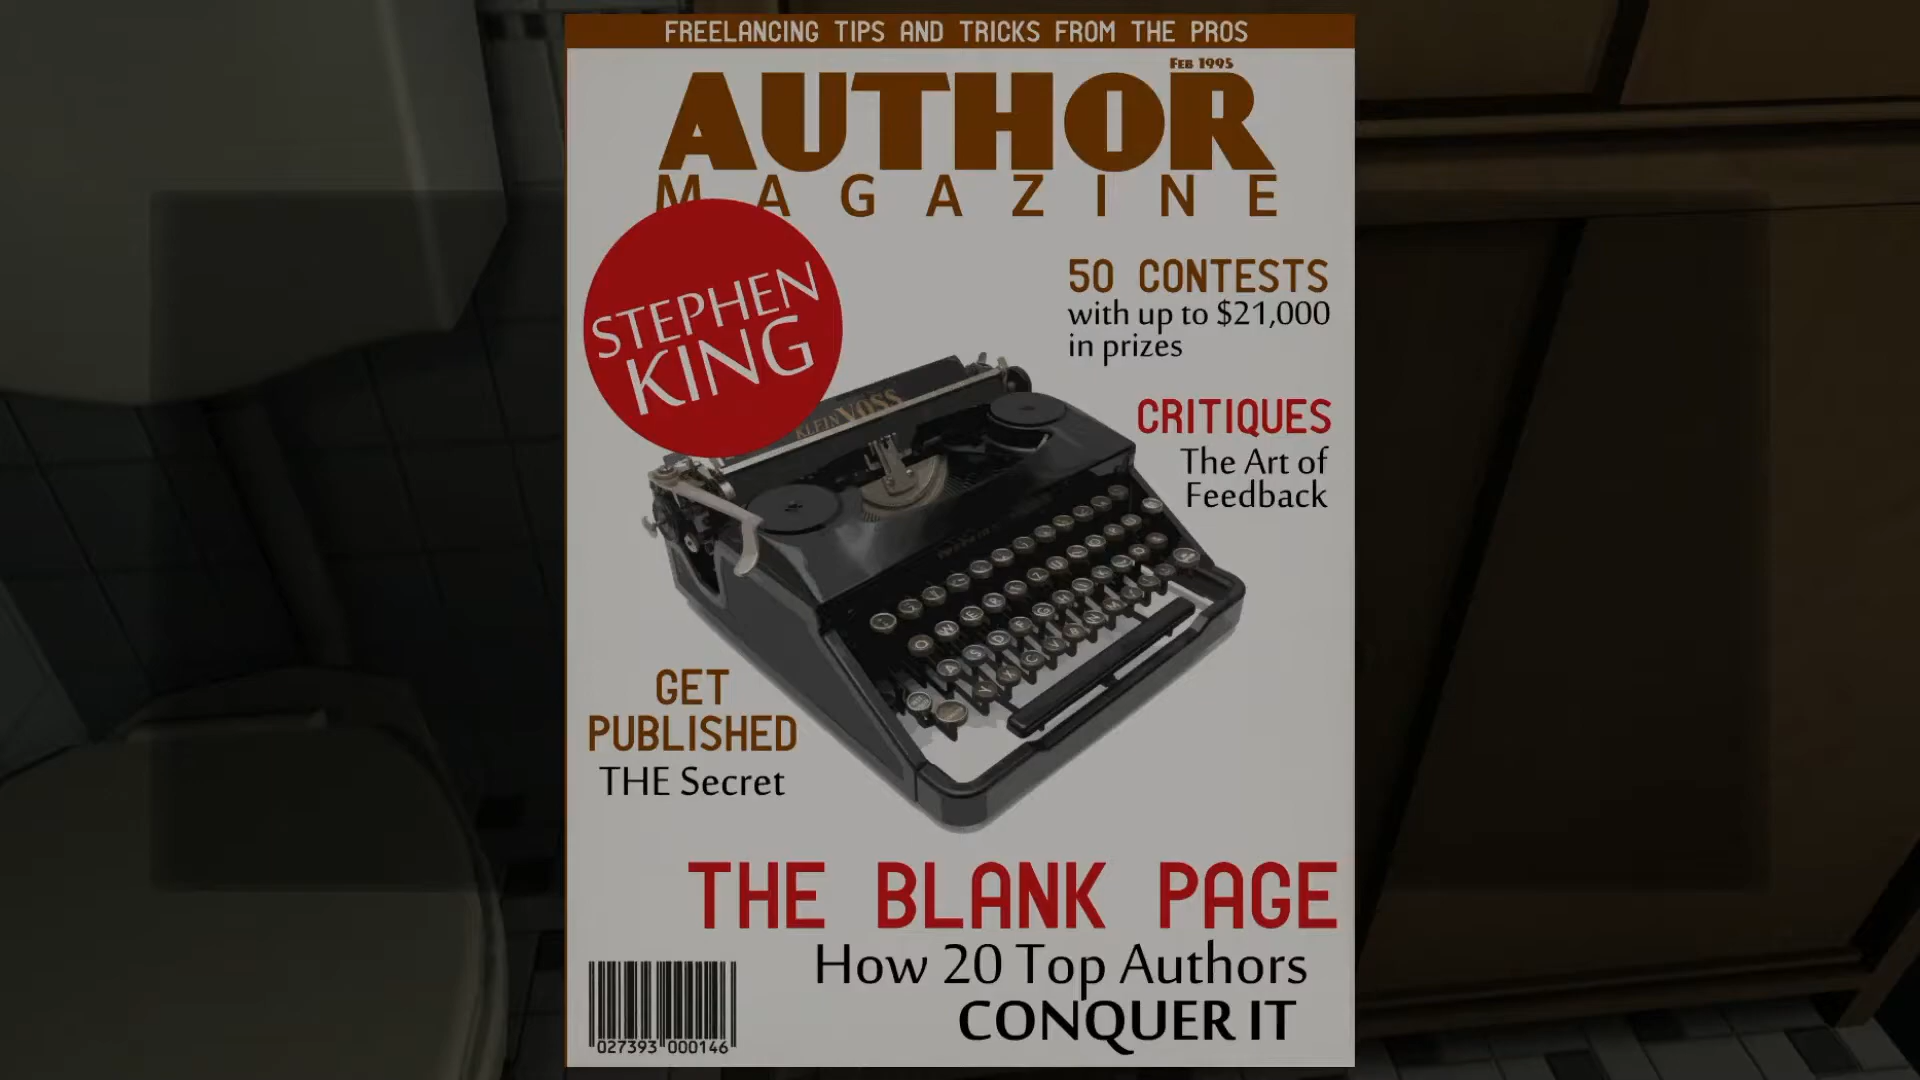 FREELANCING TIPS AND TRICKS FROM THE PROS
FEB 1995
AUTHOR
MAGAZINE
STEPHEN
KING
50 CONTESTS
with up to $21,000
in prizes
KLEIN VOSS
CRITIQUES
The Art of
Feedback
GET
PUBLISHED
THE Secret
THE BLANK PAGE
How 20 Top Authors
CONQUER IT
027393 000146